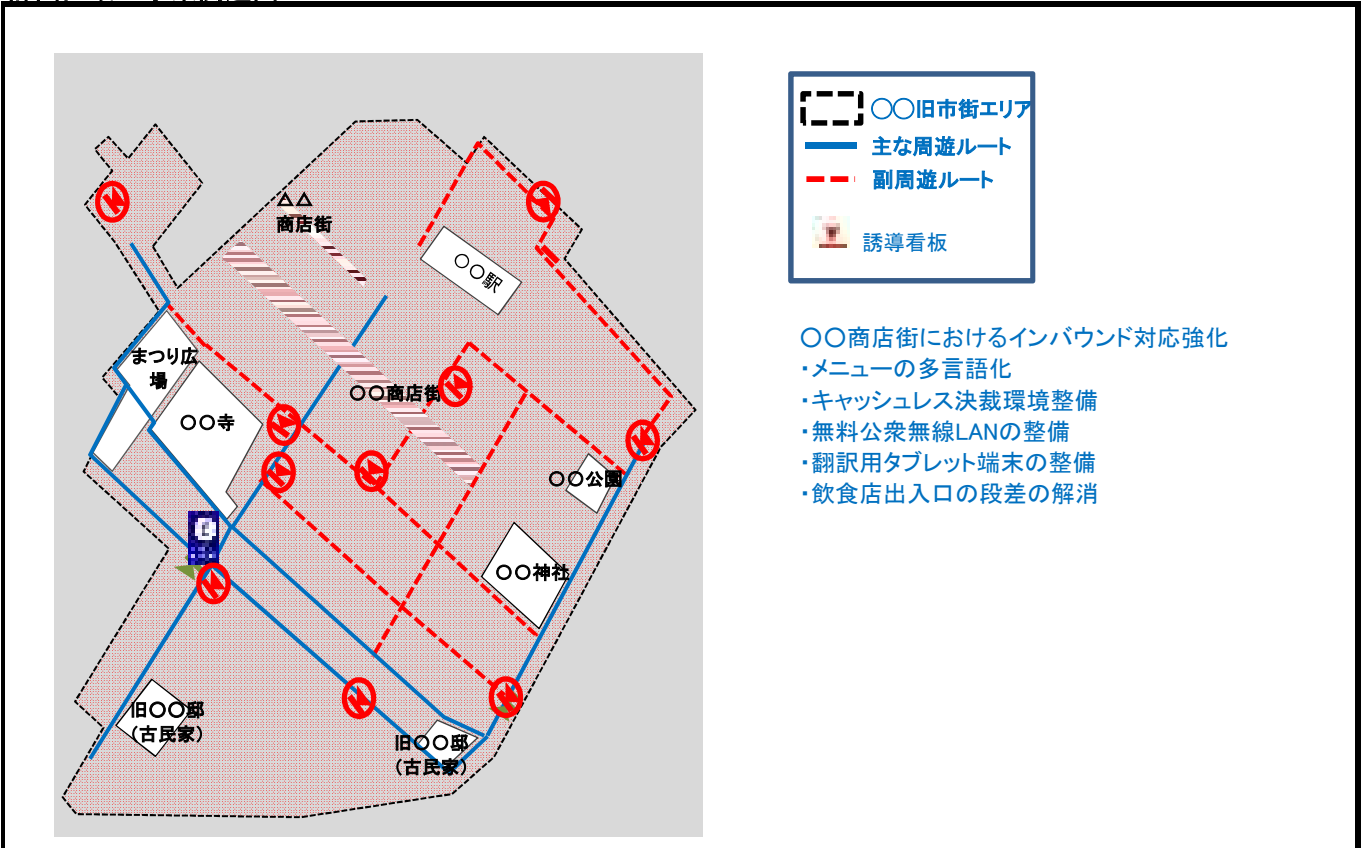 △△
商店街
〇〇駅
まつり広
場
〇〇寺
〇〇商店街
〇〇公園
〇〇神社
旧〇〇邸
（古民家）
旧〇〇邸
（古民家）
〇〇旧市街エリア
主な周遊ルート
副周遊ルート
誘導看板
〇〇商店街におけるインバウンド対応強化
・メニューの多言語化
・キャッシュレス決裁環境整備
・無料公衆無線LANの整備
・翻訳用タブレット端末の整備
・飲食店出入口の段差の解消